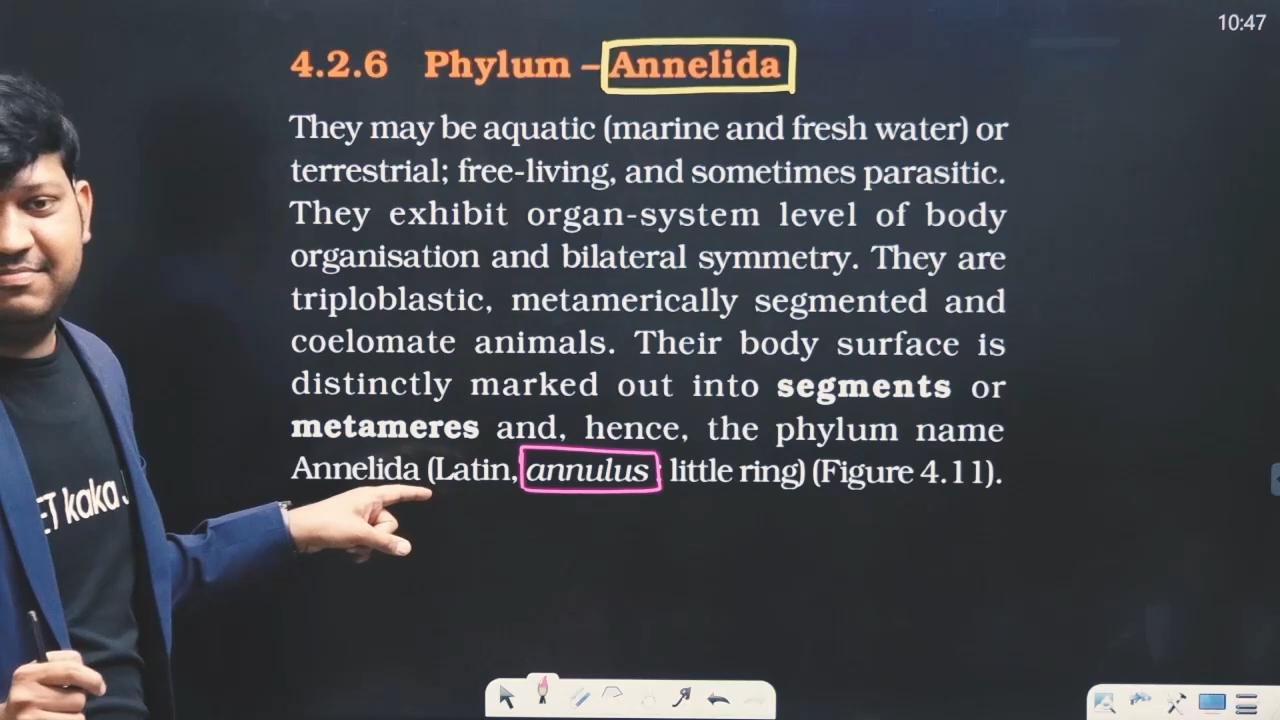 10:47
4.2.6 Phylum – Annelida
They may be aquatic (marine and fresh water) or
terrestrial; free-living, and sometimes parasitic.
They exhibit organ-system level of body
organisation and bilateral symmetry. They are
triploblastic, metamerically segmented and
coelomate animals. Their body surface is
distinctly marked out into segments or
metameres and, hence, the phylum name
Annelida (Latin, annulus : little ring) (Figure 4.11).
kaka